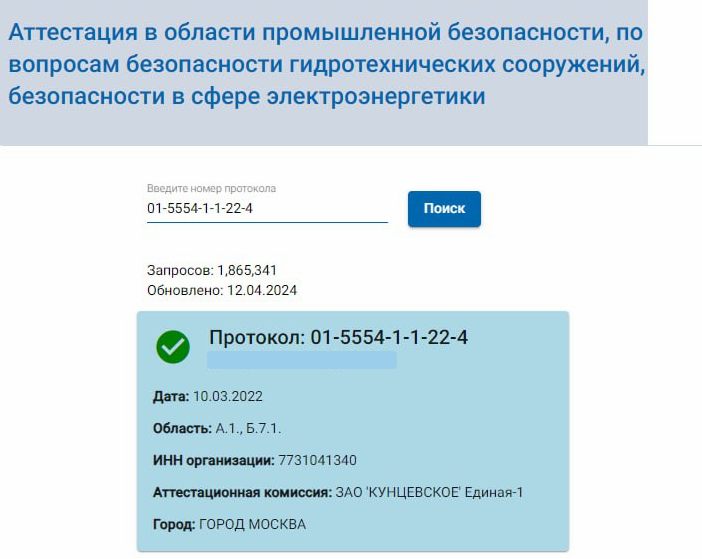 Аттестация в области промышленной безопасности, по
вопросам безопасности гидротехнических сооружений,
безопасности в сфере электроэнергетики
Введите номер протокола
01-5554-1-1-22-4
Поиск
Запросов: 1,865,341
Обновлено: 12.04.2024
Протокол: 01-5554-1-1-22-4
Дата: 10.03.2022
Область: А.1., Б.7.1.
ИНН организации: 7731041340
Аттестационная комиссия: ЗАО 'КУНЦЕВСКОЕ' Единая-1
Город: ГОРОД МОСКВА